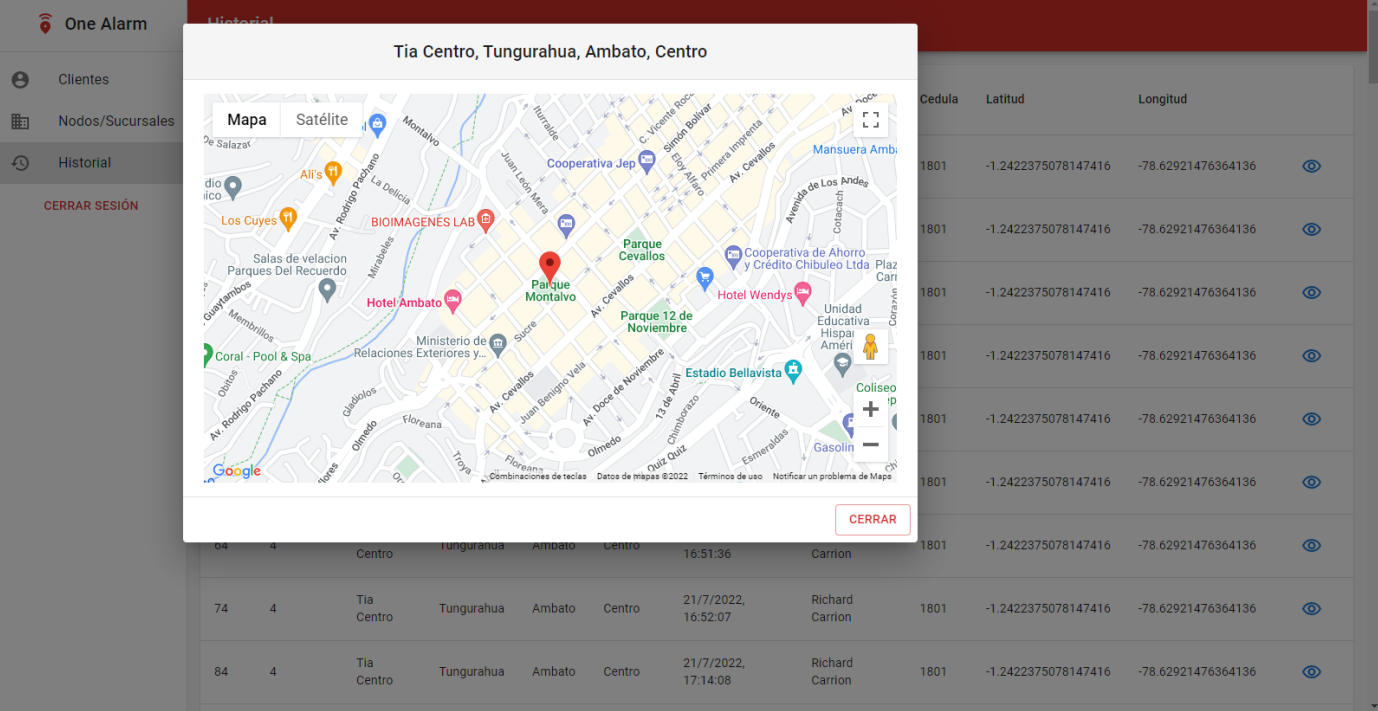 One Alarm
Historial
Clientes
Nodos/Sucursales
Historial
CERRAR SESIÓN
Tia Centro, Tungurahua, Ambato, Centro
Mapa
Satélite
De Salazar
Montalvo
Iturralde
C. Vicente Roca
Simón Bolívar
Av. Cevallos
Primera Imprenta
Eloy Alfaro
Av. Cevallos
Mansuera Amba
Cooperativa Jep
Juan León Mera
Ali's
La Delicia
Av. Rodrigo Pachano
Los Cuyes
BIOIMAGENES LAB
Avenida de Los Andes
Cotacach
Mirabeles
Salas de velacion
Parques Del Recuerdo
Parque
Cevallos
Cooperativa de Ahorro
y Crédito Chibuleo Ltda
Parque
Montalvo
Hotel Ambato
Hotel Wendys
Corazón
Guaytambos
Membrillos
Av. Cevallos
Sucre
Parque 12 de
Noviembre
Unidad
Educativa
Hispan
Améri
Ministerio de
Relaciones Exteriores y...
Coral - Pool & Spa
Obitos
Av. Rodrigo Pachano
Gladiolos
Floreana
Olmedo
Av. Cevallos
Juan Benigno Vela
Av. Doce de Noviembre
13 de Abril
Chimborazo
Estadio Bellavista
Coliseo
Oriente
Esmeraldas
Gasolin
Olmedo
Quiz Quiz
Troya
Floreana
Google
Combinaciones de teclas
Datos de mapas ©2022
Términos de uso
Notificar un problema de Maps
CERRAR
Cedula Latitud Longitud
1801 -1.2422375078147416 -78.62921476364136
1801 -1.2422375078147416 -78.62921476364136
1801 -1.2422375078147416 -78.62921476364136
1801 -1.2422375078147416 -78.62921476364136
1801 -1.2422375078147416 -78.62921476364136
1801 -1.2422375078147416 -78.62921476364136
64 4 Centro Tungurahua Ambato Centro 16:51:36 Carrion 1801 -1.2422375078147416 -78.62921476364136
74 4 Tia Centro Tungurahua Ambato Centro 21/7/2022, 16:52:07 Richard Carrion 1801 -1.2422375078147416 -78.62921476364136
84 4 Tia Centro Tungurahua Ambato Centro 21/7/2022, 17:14:08 Richard Carrion 1801 -1.2422375078147416 -78.62921476364136